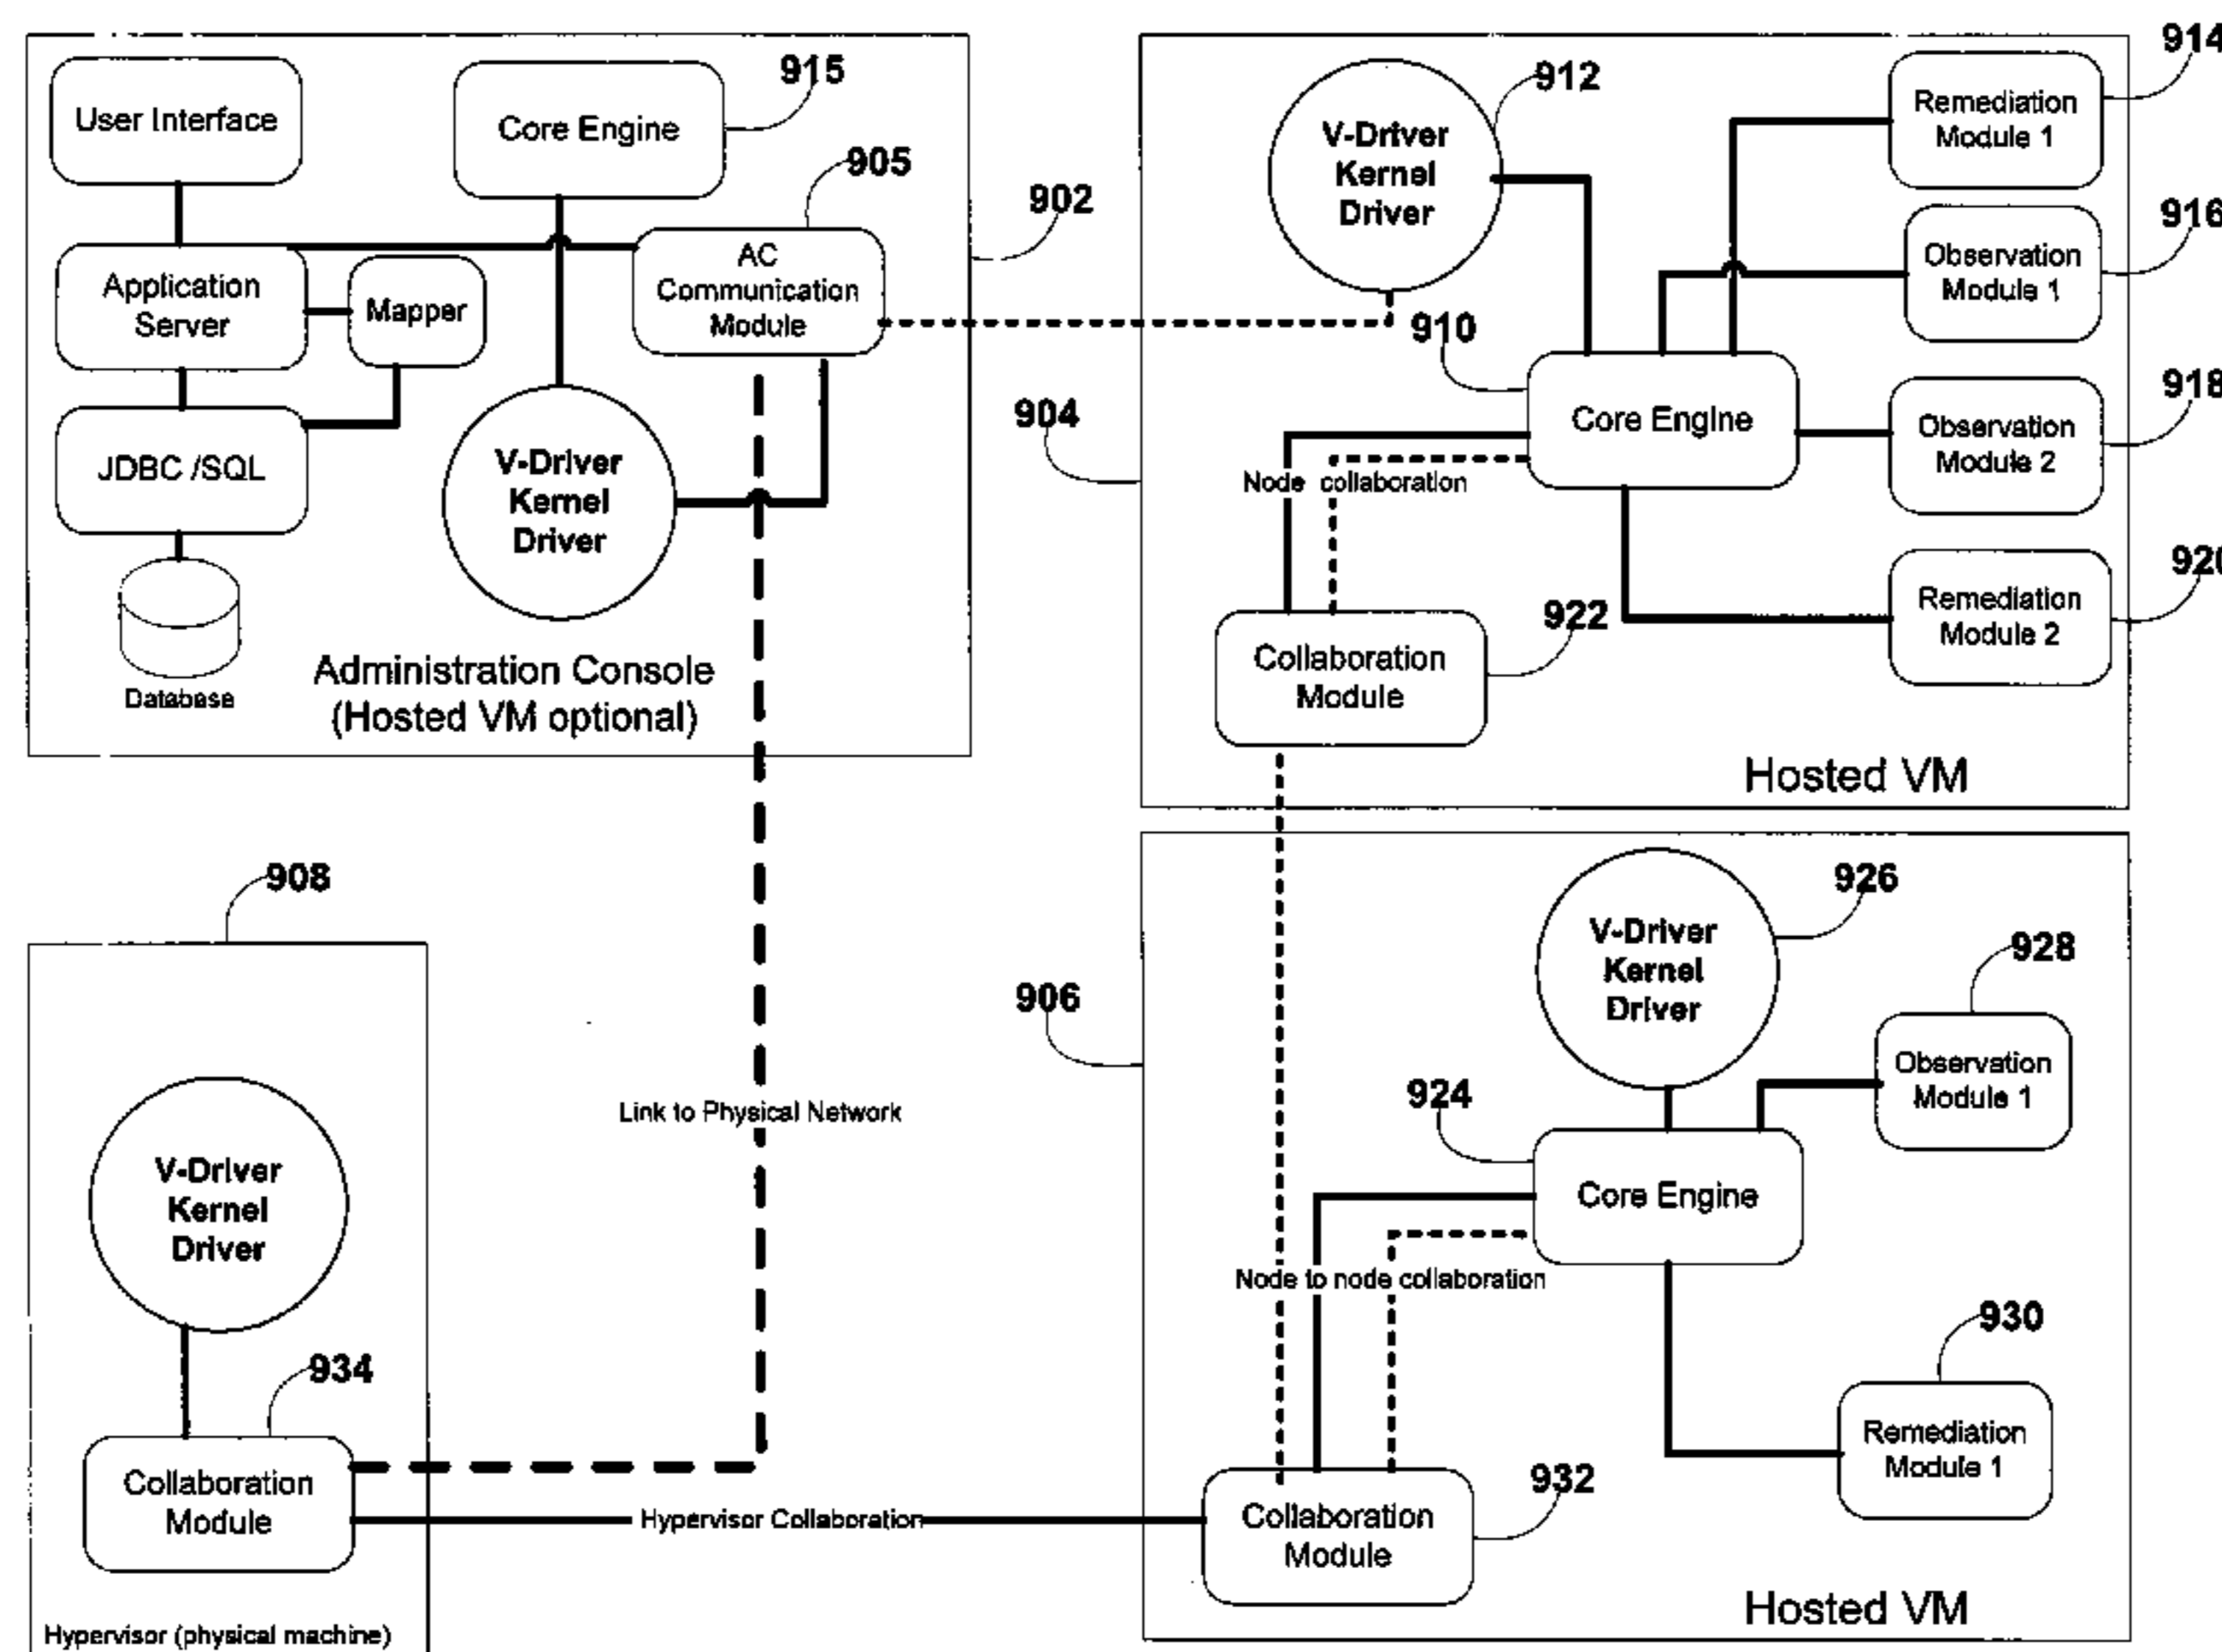 User Interface
Core Engine
915
905
902
Application
Server
Mapper
AC
Communication
Module
JDBC /SQL
V-Driver
Kernel
Driver
Database
Administration Console
(Hosted VM optional)
904
912
V-Driver
Kernel
Driver
914
Remediation
Module 1
916
Observation
Module 1
910
Core Engine
918
Observation
Module 2
Node collaboration
920
Remediation
Module 2
922
Collaboration
Module
Hosted VM
908
V-Driver
Kernel
Driver
934
Collaboration
Module
Hypervisor (physical machine)
Link to Physical Network
Hypervisor Collaboration
906
926
V-Driver
Kernel
Driver
928
Observation
Module 1
924
Core Engine
Node to node collaboration
930
Remediation
Module 1
932
Collaboration
Module
Hosted VM